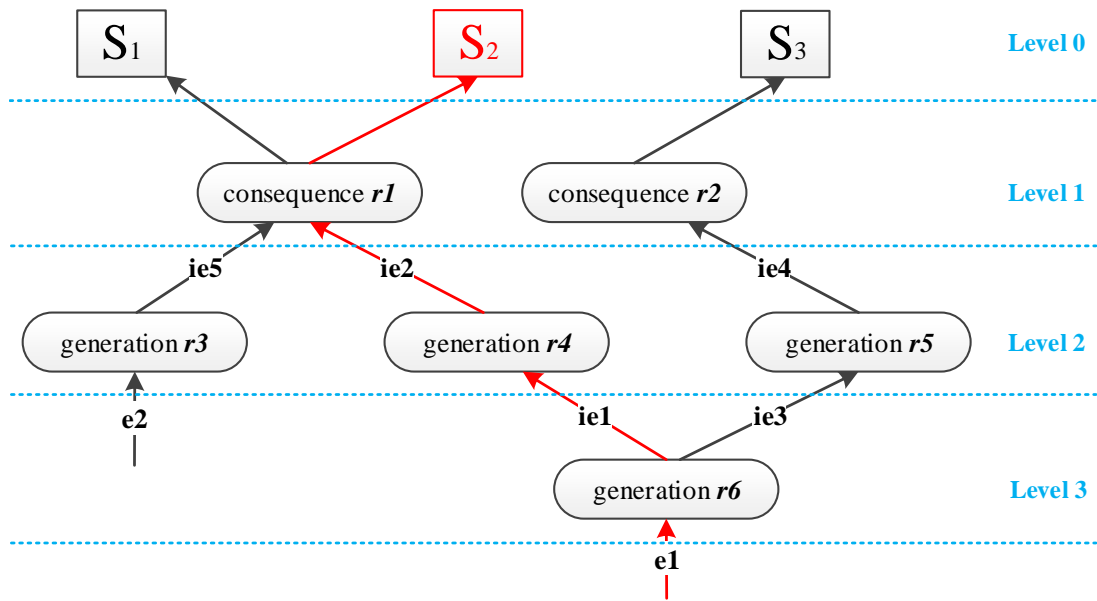 S1
S2
S3
Level 0
consequence r1
consequence r2
Level 1
ie5
ie2
ie4
generation r3
generation r4
generation r5
Level 2
e2
ie1
ie3
generation r6
Level 3
e1